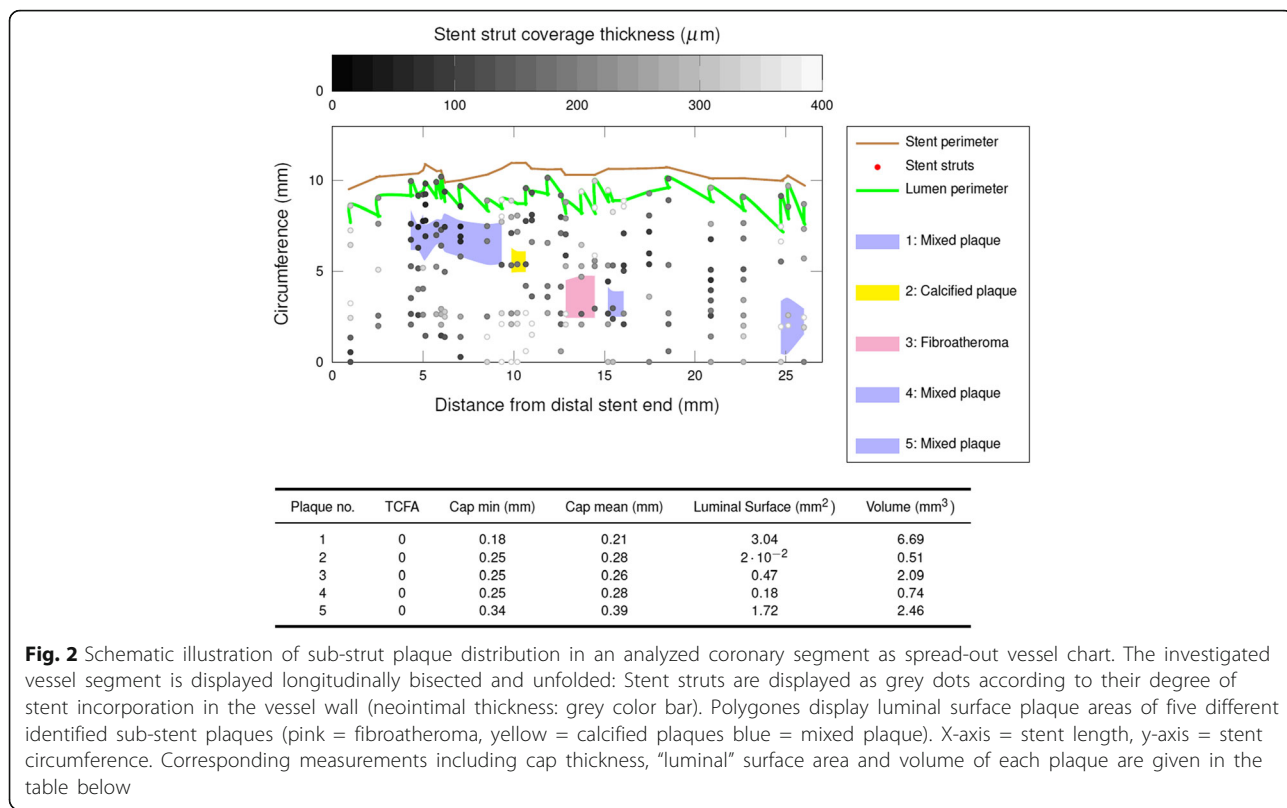 Stent strut coverage thickness (μm)
0
0 100 200 300 400
Circumference (mm)
10
5
0
0 5 10 15 20 25
Distance from distal stent end (mm)
Stent perimeter
Stent struts
Lumen perimeter
1: Mixed plaque
2: Calcified plaque
3: Fibroatheroma
4: Mixed plaque
5: Mixed plaque
Plaque no. TCFA Cap min (mm) Cap mean (mm) Luminal Surface (mm²) Volume (mm³)
1 0 0.18 0.21 3.04 6.69
2 0 0.25 0.28 2·10⁻² 0.51
3 0 0.25 0.26 0.47 2.09
4 0 0.25 0.28 0.18 0.74
5 0 0.34 0.39 1.72 2.46
Fig. 2 Schematic illustration of sub-strut plaque distribution in an analyzed coronary segment as spread-out vessel chart. The investigated
vessel segment is displayed longitudinally bisected and unfolded: Stent struts are displayed as grey dots according to their degree of
stent incorporation in the vessel wall (neointimal thickness: grey color bar). Polygones display luminal surface plaque areas of five different
identified sub-stent plaques (pink = fibroatheroma, yellow = calcified plaques blue = mixed plaque). X-axis = stent length, y-axis = stent
circumference. Corresponding measurements including cap thickness, “luminal” surface area and volume of each plaque are given in the
table below